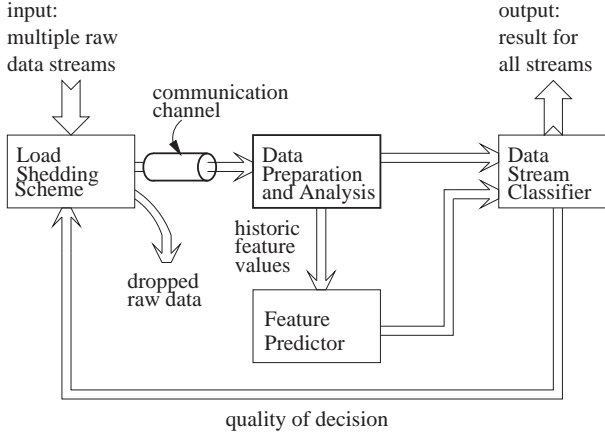 input:
multiple raw
data streams
output:
result for
all streams
communication
channel
Load
Shedding
Scheme
Data
Preparation
and Analysis
Data
Stream
Classifier
historic
feature
values
dropped
raw data
Feature
Predictor
quality of decision